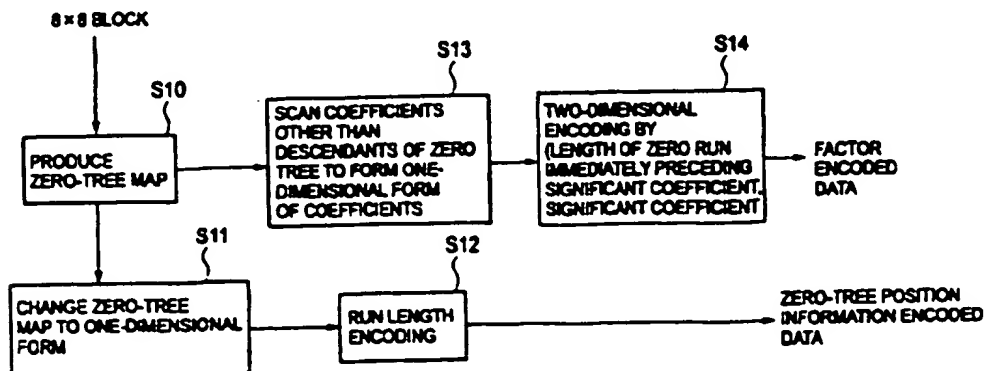 8×8 BLOCK
S10
PRODUCE
ZERO-TREE MAP
S13
SCAN COEFFICIENTS
OTHER THAN
DESCENDANTS OF ZERO
TREE TO FORM ONE-
DIMENSIONAL FORM
OF COEFFICIENTS
S14
TWO-DIMENSIONAL
ENCODING BY
(LENGTH OF ZERO RUN
IMMEDIATELY PRECEDING
SIGNIFICANT COEFFICIENT,
SIGNIFICANT COEFFICIENT
FACTOR
ENCODED
DATA
S11
CHANGE ZERO-TREE
MAP TO ONE-DIMENSIONAL
FORM
S12
RUN LENGTH
ENCODING
ZERO-TREE POSITION
INFORMATION ENCODED
DATA